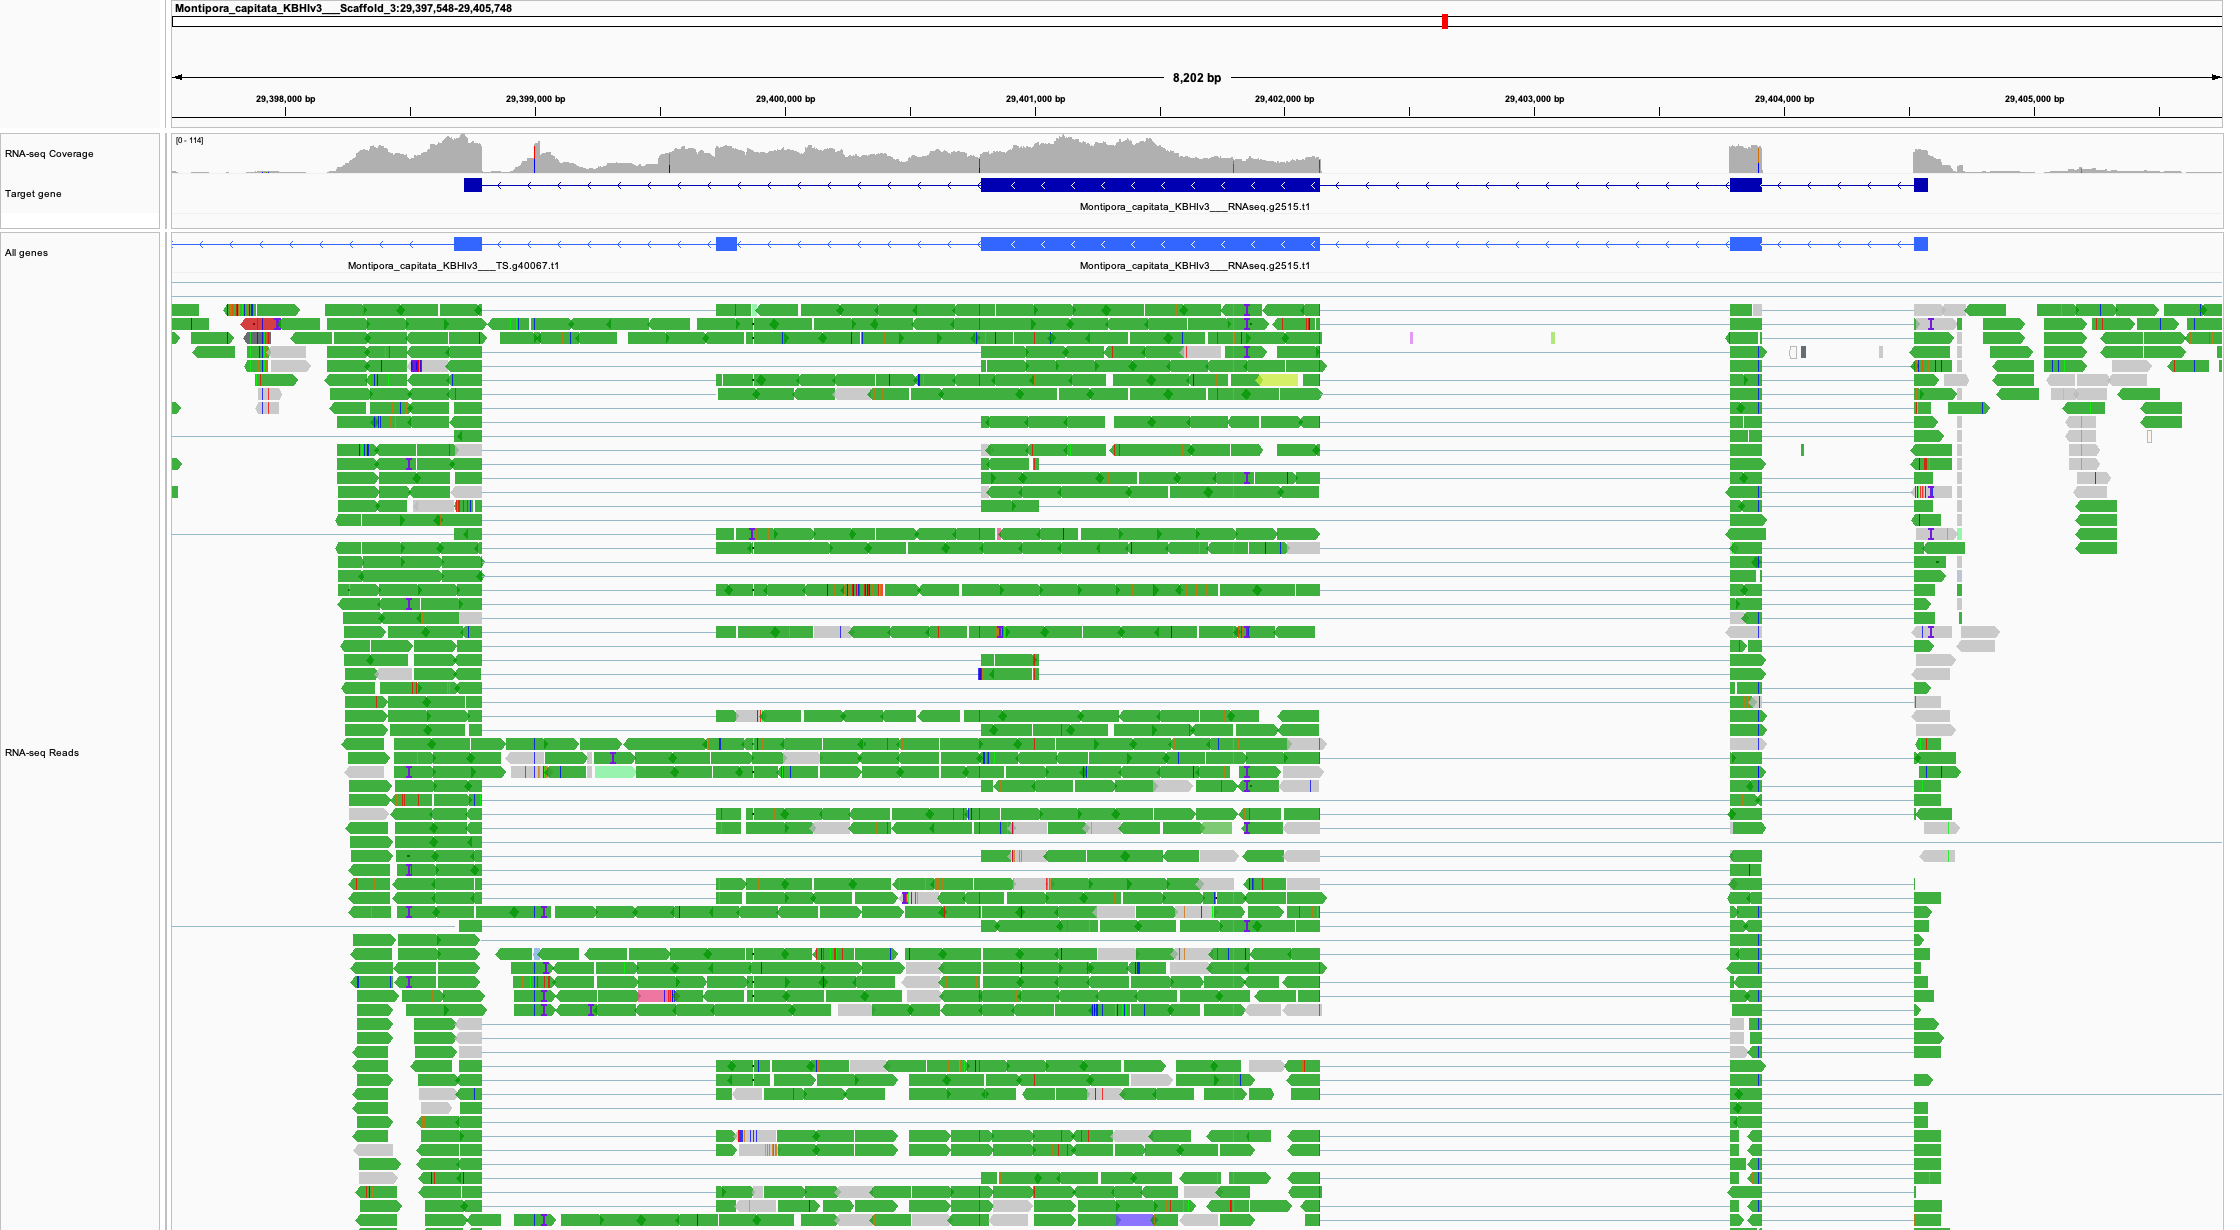 Montipora_capitata_KBHIv3___Scaffold_3:29,397,548-29,405,748
8,202 bp
29,398,000 bp 29,399,000 bp 29,400,000 bp 29,401,000 bp 29,402,000 bp 29,403,000 bp 29,404,000 bp 29,405,000 bp
[0 - 114]
RNA-seq Coverage
Target gene
Montipora_capitata_KBHIv3___RNAseq.g2515.t1
All genes
Montipora_capitata_KBHIv3___TS.g40067.t1 Montipora_capitata_KBHIv3___RNAseq.g2515.t1
RNA-seq Reads